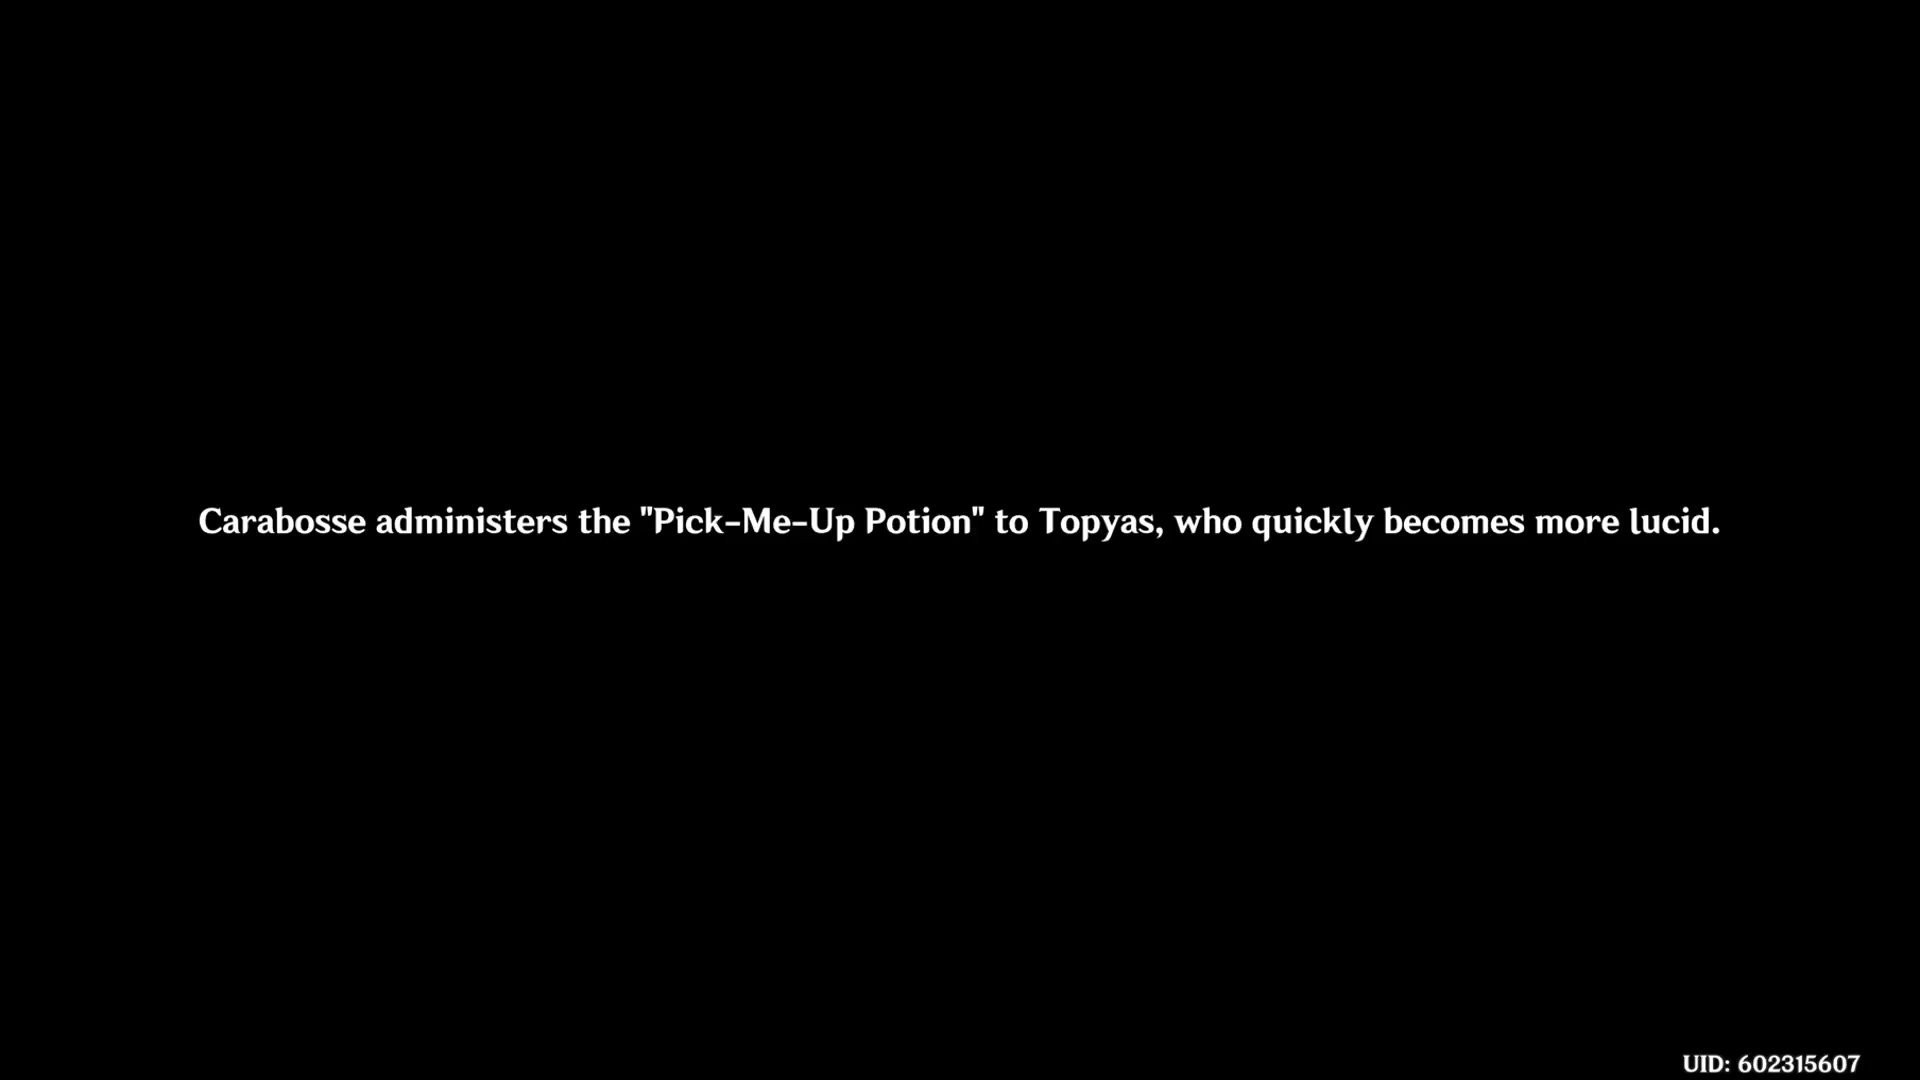 Carabosse administers the "Pick-Me-Up Potion" to Topyas, who quickly becomes more lucid.
UID: 602315607